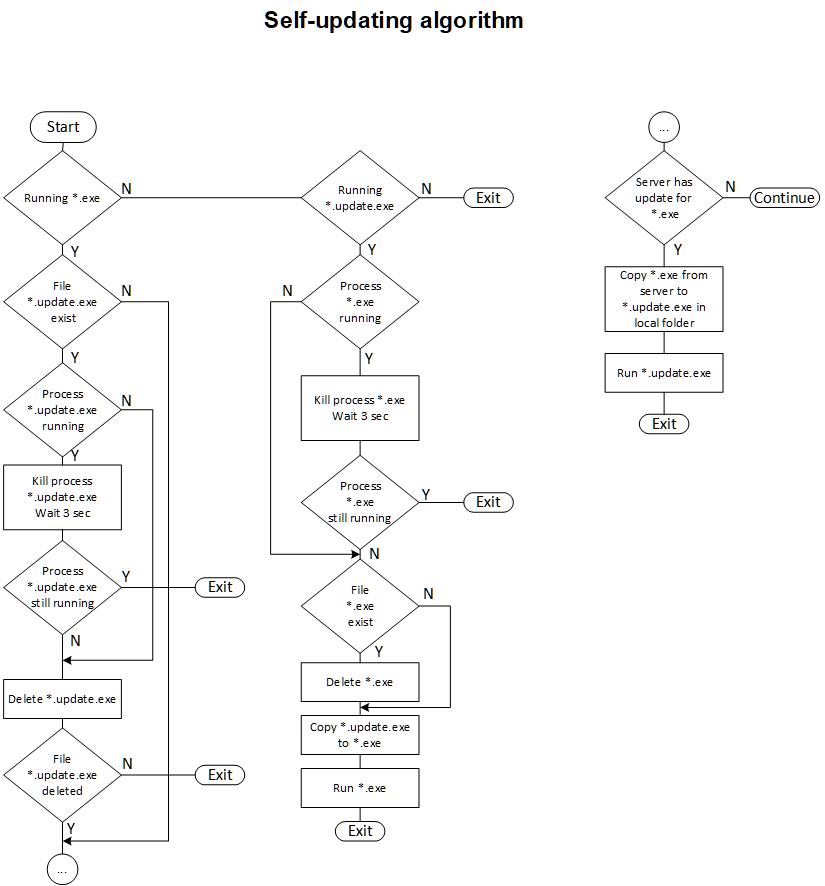 Self-updating algorithm
Start
Running *.exe
N
Y
File
*.update.exe
exist
N
Y
Process
*.update.exe
running
N
Y
Kill process
*.update.exe
Wait 3 sec
Process
*.update.exe
still running
Y
Exit
N
Delete *.update.exe
File
*.update.exe
deleted
N
Exit
Y
...
Running
*.update.exe
N
Exit
Y
Process
*.exe
running
N
Y
Kill process *.exe
Wait 3 sec
Process
*.exe
still running
Y
Exit
N
File
*.exe
exist
N
Y
Delete *.exe
Copy *.update.exe
to *.exe
Run *.exe
Exit
...
Server has
update for
*.exe
N
Continue
Y
Copy *.exe from
server to
*.update.exe in
local folder
Run *.update.exe
Exit